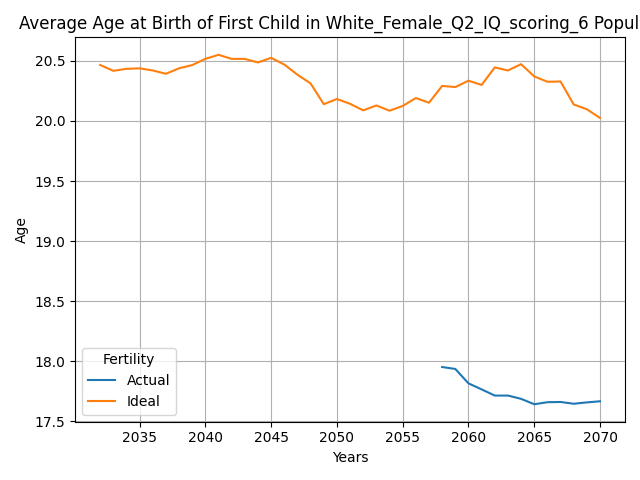 Average Age at Birth of First Child in White_Female_Q2_IQ_scoring_6 Popul
20.5
20.0
19.5
19.0
18.5
18.0
17.5
Age
Fertility
Actual
Ideal
2035 2040 2045 2050 2055 2060 2065 2070
Years